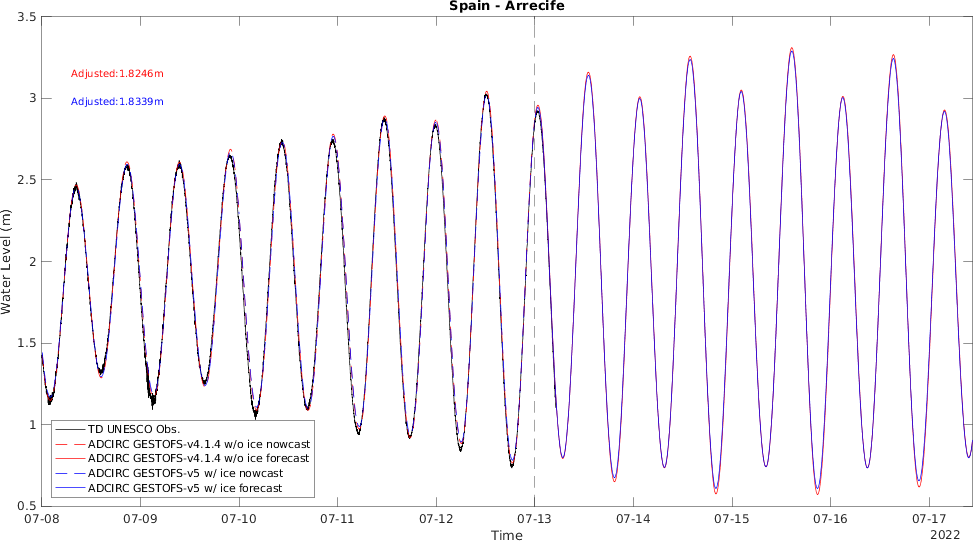 Spain - Arrecife
3.5
Adjusted:1.8246m
3
Adjusted:1.8339m
2.5
2
Water Level (m)
1.5
1
TD UNESCO Obs.
ADCIRC GESTOFS-v4.1.4 w/o ice nowcast
ADCIRC GESTOFS-v4.1.4 w/o ice forecast
ADCIRC GESTOFS-v5 w/ ice nowcast
ADCIRC GESTOFS-v5 w/ ice forecast
0.5
07-08 07-09 07-10 07-11 07-12 07-13 07-14 07-15 07-16 07-17
Time 2022